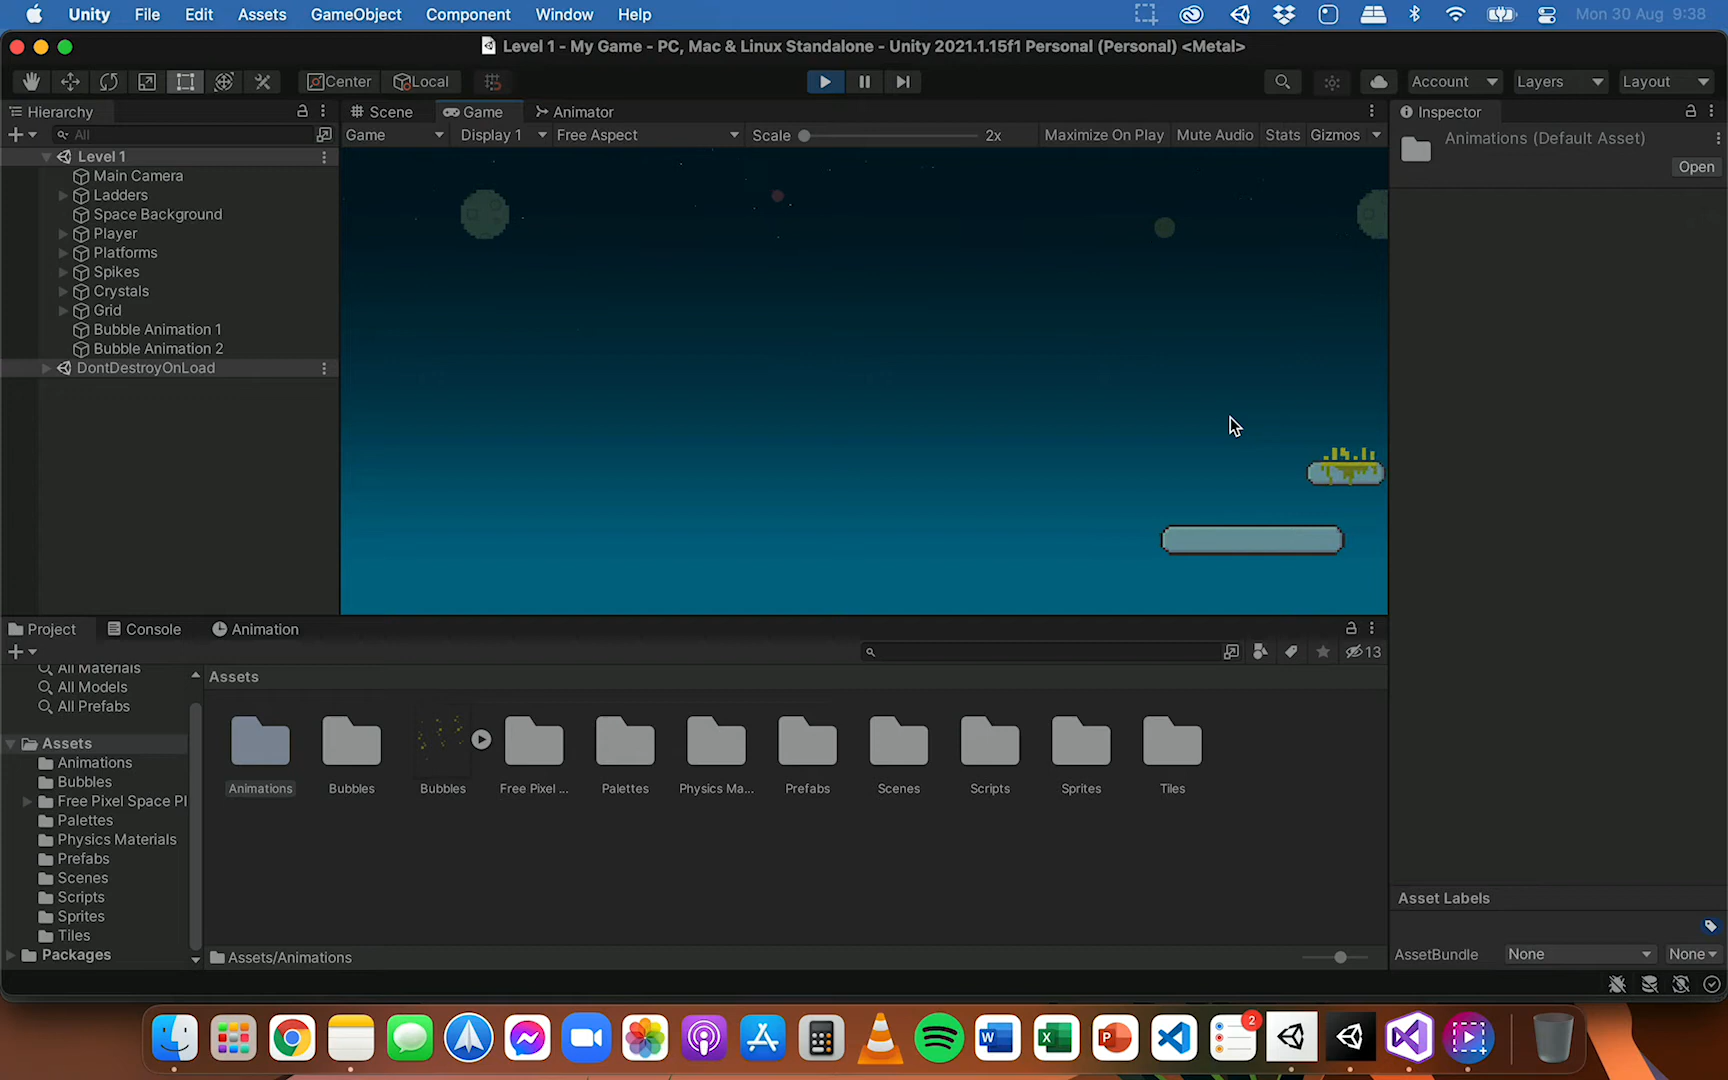 Unity File Edit Assets GameObject Component Window Help Mon 30 Aug 9:38
Level 1 - My Game - PC, Mac & Linux Standalone - Unity 2021.1.15f1 Personal (Personal) <Metal>
Center Local Account Layers Layout
Hierarchy Scene Game Animator Inspector
All Game Display 1 Free Aspect Scale 2x Maximize On Play Mute Audio Stats Gizmos Animations (Default Asset)
Open
Level 1
Main Camera
Ladders
Space Background
Player
Platforms
Spikes
Crystals
Grid
Bubble Animation 1
Bubble Animation 2
DontDestroyOnLoad
Project Console Animation
13
All Materials
All Models
All Prefabs
Assets
Animations
Bubbles
Free Pixel Space Pl
Palettes
Physics Materials
Prefabs
Scenes
Scripts
Sprites
Tiles
Packages
Assets
Animations Bubbles Bubbles Free Pixel ... Palettes Physics Ma... Prefabs Scenes Scripts Sprites Tiles
Assets/Animations
Asset Labels
AssetBundle None None
2
W X P